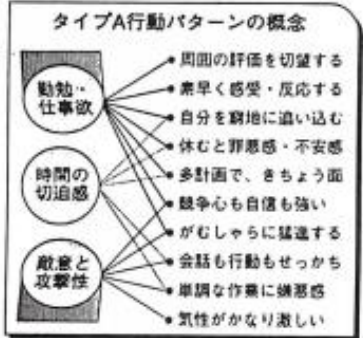 タイプA行動パターンの概念
勤勉・
仕事欲
時間の
切迫感
敵意と
攻撃性
周囲の評価を切望する
素早く感受・反応する
自分を窮地に追い込む
休むと罪悪感・不安感
多計画で、きちょう面
競争心も自信も強い
がむしゃらに猛進する
会話も行動もせっかち
単調な作業に嫌悪感
気性がかなり激しい